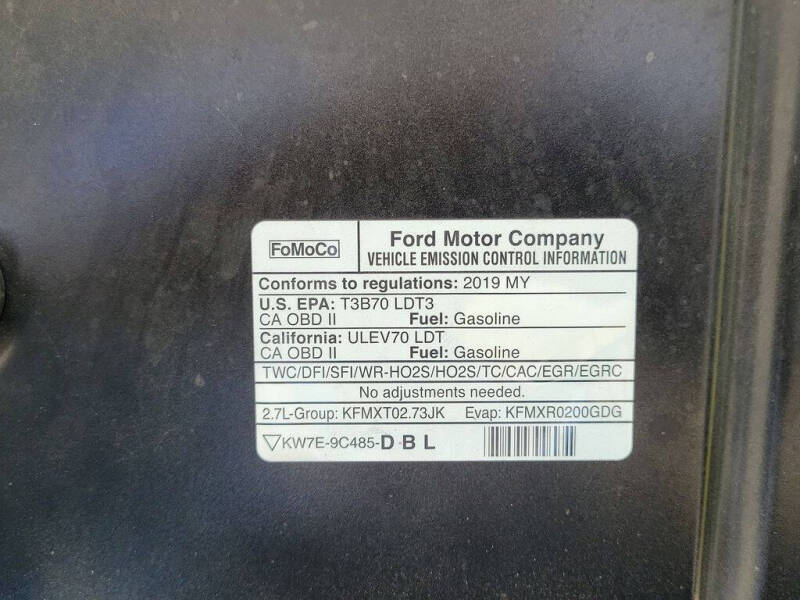 FoMoCo
Ford Motor Company
VEHICLE EMISSION CONTROL INFORMATION
Conforms to regulations: 2019 MY
U.S. EPA: T3B70 LDT3
CA OBD II Fuel: Gasoline
California: ULEV70 LDT
CA OBD II Fuel: Gasoline
TWC/DFI/SFI/WR-HO2S/HO2S/TC/CAC/EGR/EGRC
No adjustments needed.
2.7L-Group: KFMXT02.73JK Evap: KFMXR0200GDG
KW7E-9C485-D B L